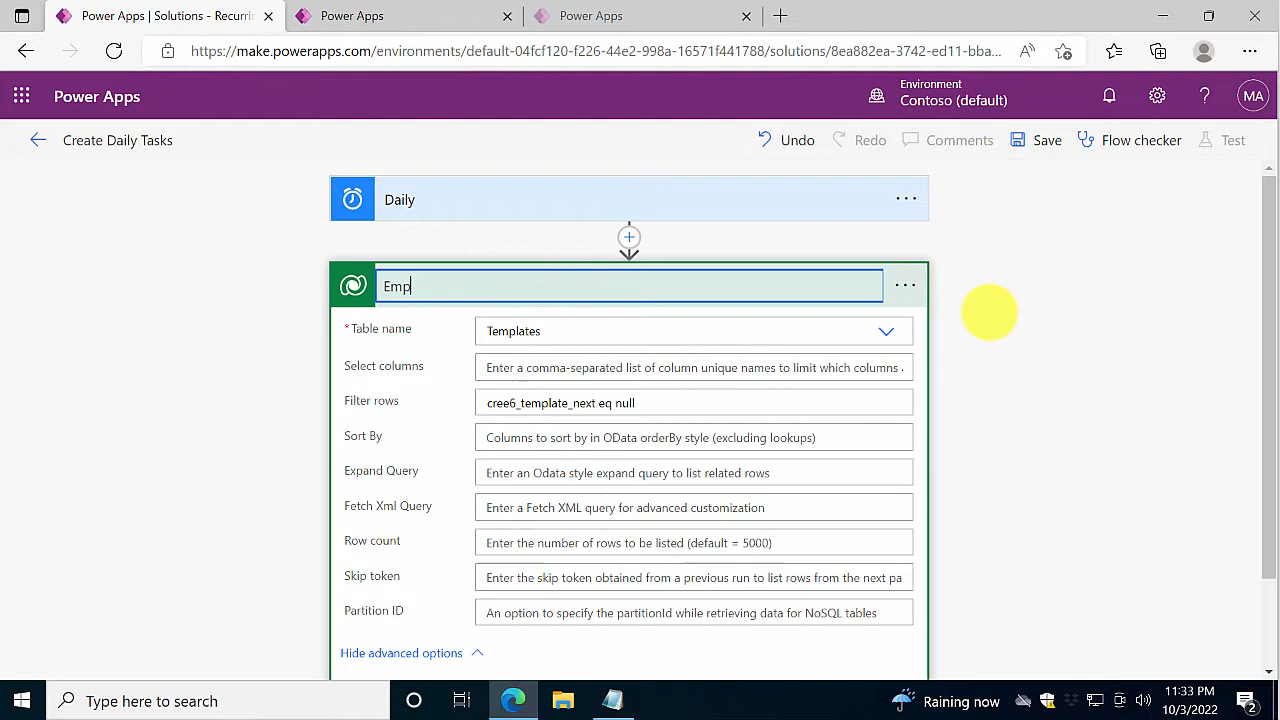 Power Apps | Solutions - Recurri
Power Apps
Power Apps
https://make.powerapps.com/environments/default-04fcf120-f226-44e2-998a-16571f441788/solutions/8ea882ea-3742-ed11-bba...
Power Apps
Environment
Contoso (default)
MA
Create Daily Tasks
Undo
Redo
Comments
Save
Flow checker
Test
Daily
Emp
* Table name
Templates
Select columns
Enter a comma-separated list of column unique names to limit which columns
Filter rows
cree6_template_next eq null
Sort By
Columns to sort by in OData orderBy style (excluding lookups)
Expand Query
Enter an Odata style expand query to list related rows
Fetch Xml Query
Enter a Fetch XML query for advanced customization
Row count
Enter the number of rows to be listed (default = 5000)
Skip token
Enter the skip token obtained from a previous run to list rows from the next pa
Partition ID
An option to specify the partitionId while retrieving data for NoSQL tables
Hide advanced options
Type here to search
Raining now
11:33 PM
10/3/2022
2